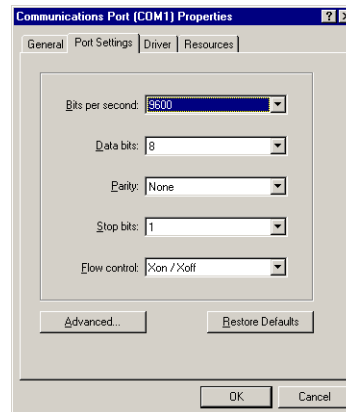 Communications Port (COM1) Properties
General Port Settings Driver Resources
Bits per second: 9600
Data bits: 8
Parity: None
Stop bits: 1
Flow control: Xon / Xoff
Advanced... Restore Defaults
OK Cancel